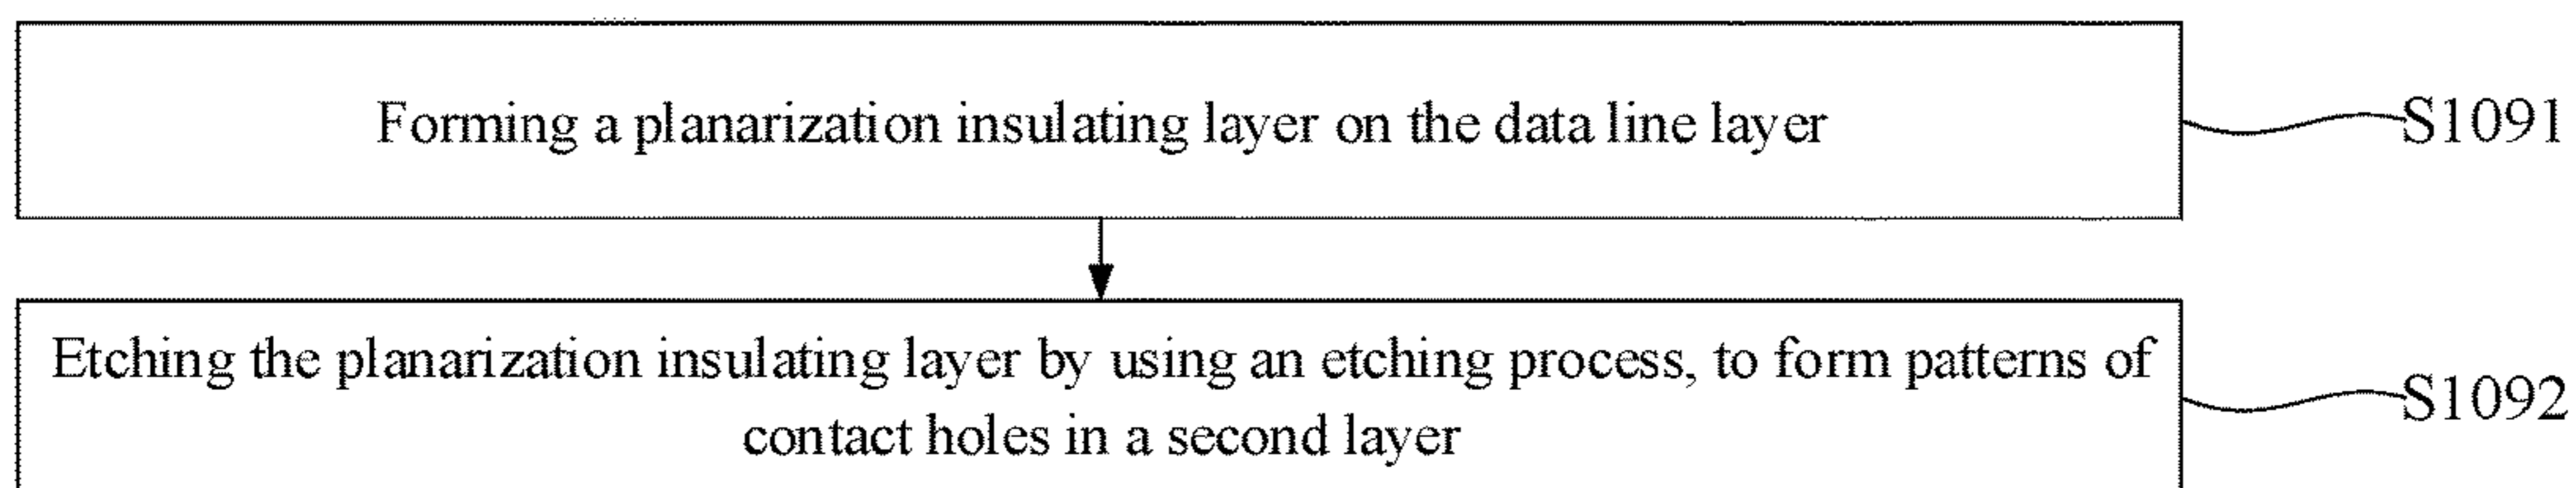 Forming a planarization insulating layer on the data line layer
S1091
Etching the planarization insulating layer by using an etching process, to form patterns of
contact holes in a second layer
S1092